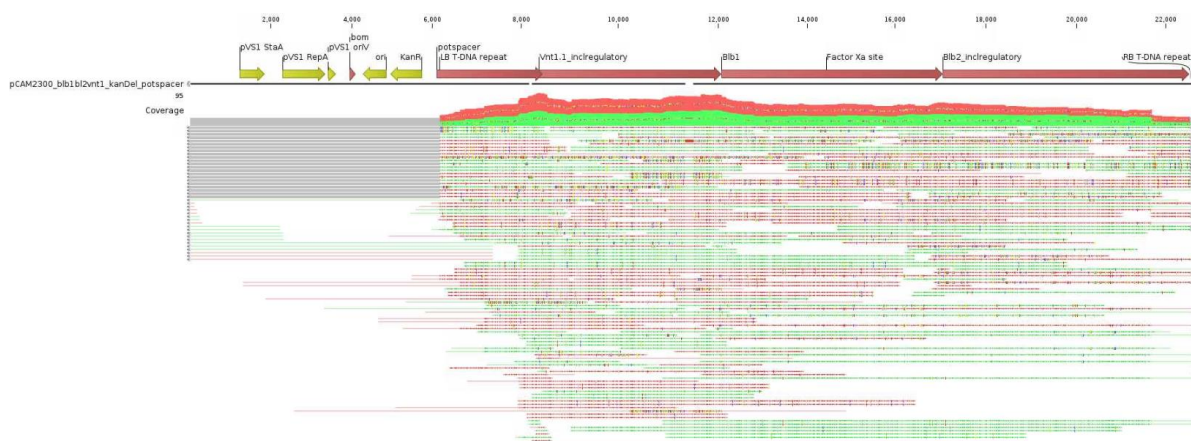 2,000 4,000 6,000 8,000 10,000 12,000 14,000 16,000 18,000 20,000 22,000
bom
pVS1 StaA pVS1 oriV potspacer
pVS1 RepA ori KanR LB T-DNA repeat Vnt1.1_inclregulatory Blb1 Factor Xa site Blb2_inclregulatory RB T-DNA repeat
pCAM2300_blb1bl2vnt1_kanDel_potspacer
95
Coverage